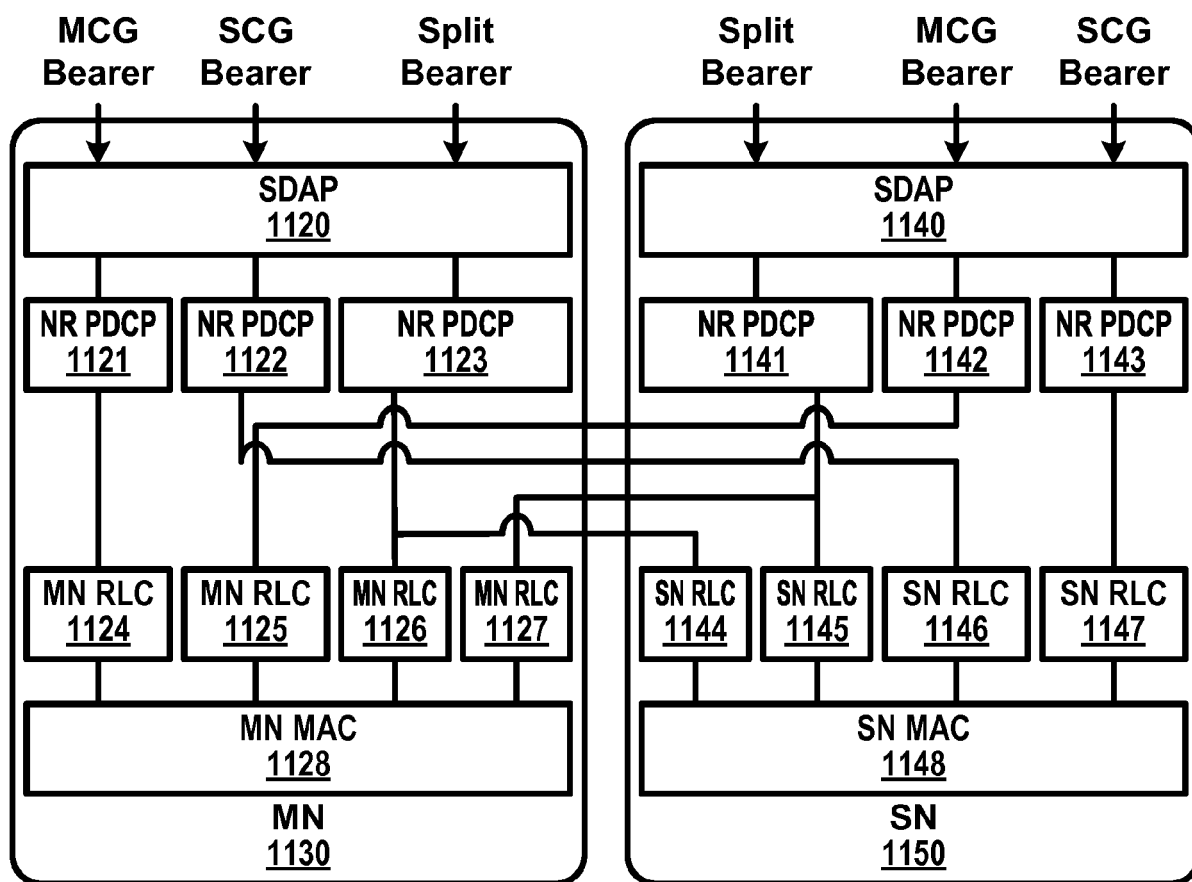 MCG Bearer
SCG Bearer
Split Bearer
Split Bearer
MCG Bearer
SCG Bearer
SDAP
1120
SDAP
1140
NR PDCP
1121
NR PDCP
1122
NR PDCP
1123
NR PDCP
1141
NR PDCP
1142
NR PDCP
1143
MN RLC
1124
MN RLC
1125
MN RLC
1126
MN RLC
1127
SN RLC
1144
SN RLC
1145
SN RLC
1146
SN RLC
1147
MN MAC
1128
SN MAC
1148
MN
1130
SN
1150